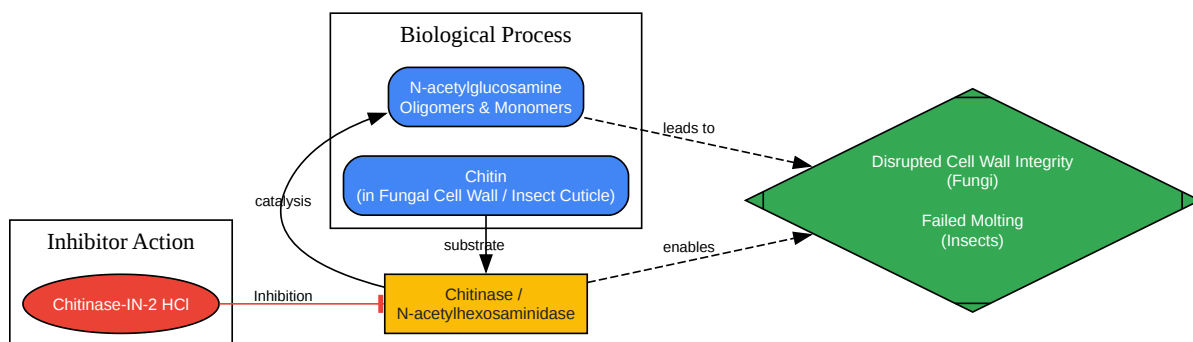 Biological Process
N-acetylglucosamine
Oligomers & Monomers
leads to
Disrupted Cell Wall Integrity
(Fungi)
Failed Molting
(Insects)
Chitin
(in Fungal Cell Wall / Insect Cuticle)
catalysis
substrate
enables
Inhibitor Action
Chitinase-IN-2 HCl
Inhibition
Chitinase /
N-acetylhexosaminidase